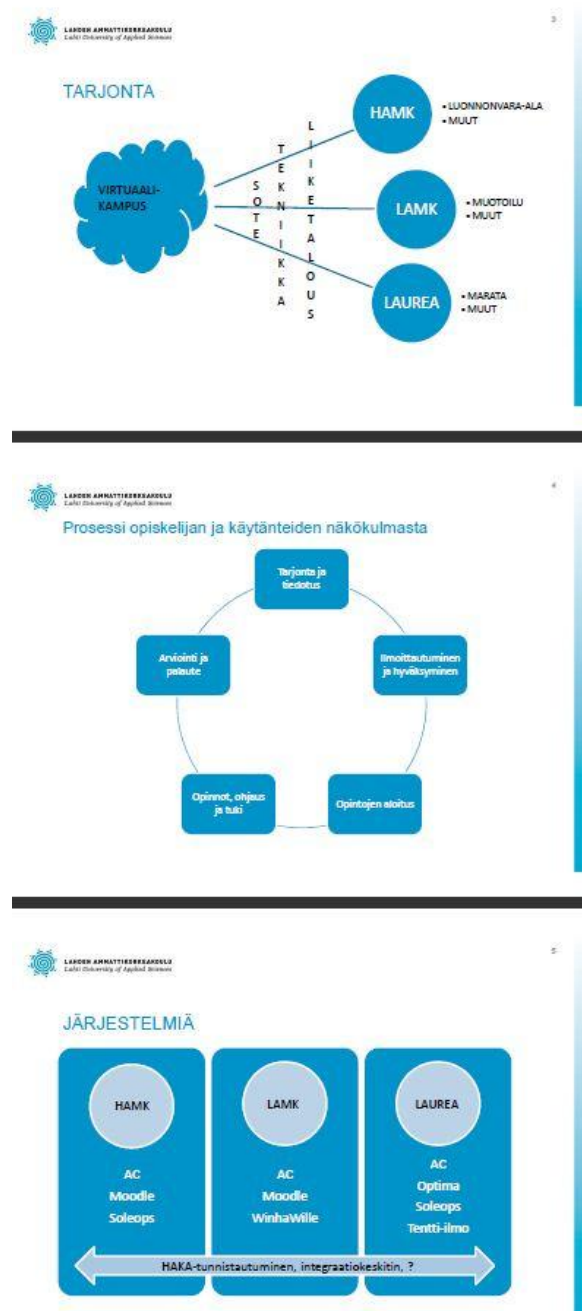 3
LAHDEN AMMATTIKORKEAKOULU
Lahti University of Applied Sciences
TARJONTA
VIRTUAALI-
KAMPUS
SOTE
TEKNIIKKA
LIIKETALOUS
HAMK
▪ LUONNONVARA-ALA
▪ MUUT
LAMK
▪ MUOTOILU
▪ MUUT
LAUREA
▪ MARATA
▪ MUUT
4
LAHDEN AMMATTIKORKEAKOULU
Lahti University of Applied Sciences
Prosessi opiskelijan ja käytänteiden näkökulmasta
Tarjonta ja
tiedotus
Ilmoittautuminen
ja hyväksyminen
Opintojen aloitus
Opinnot, ohjaus
ja tuki
Arviointi ja
palaute
5
LAHDEN AMMATTIKORKEAKOULU
Lahti University of Applied Sciences
JÄRJESTELMIÄ
HAMK
AC
Moodle
Soleops
LAMK
AC
Moodle
WinhaWille
LAUREA
AC
Optima
Soleops
Tentti-ilmo
HAKA-tunnistautuminen, integraatiokeskitin, ?